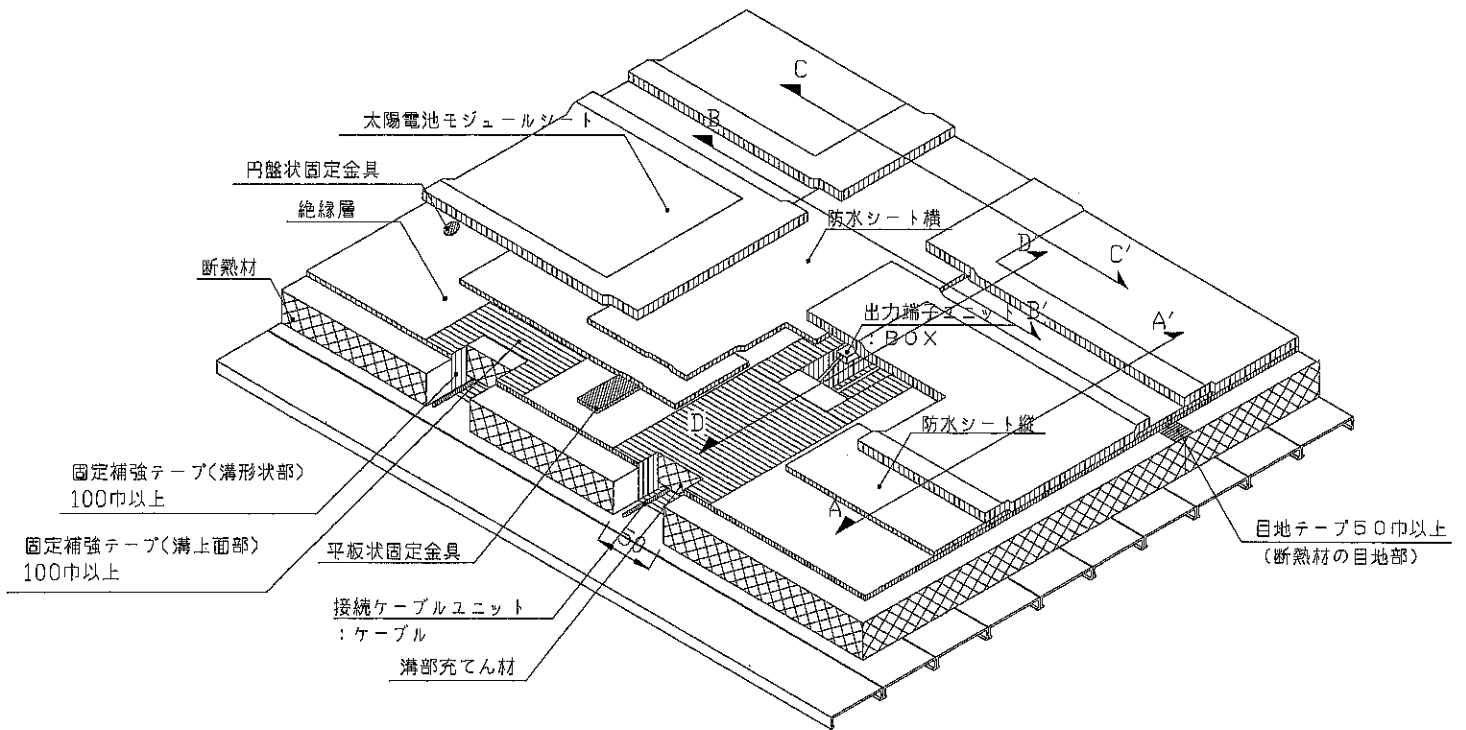 C
B
太陽電池モジュールシート
円盤状固定金具
絶縁層
防水シート横
断熱材
D'
C'
出力端子ユニット
:BOX
B'
A'
D
防水シート縦
A
固定補強テープ(溝形状部)
100巾以上
目地テープ50巾以上
(断熱材の目地部)
固定補強テープ(溝上面部)
100巾以上
平板状固定金具
50
接続ケーブルユニット
:ケーブル
溝部充てん材